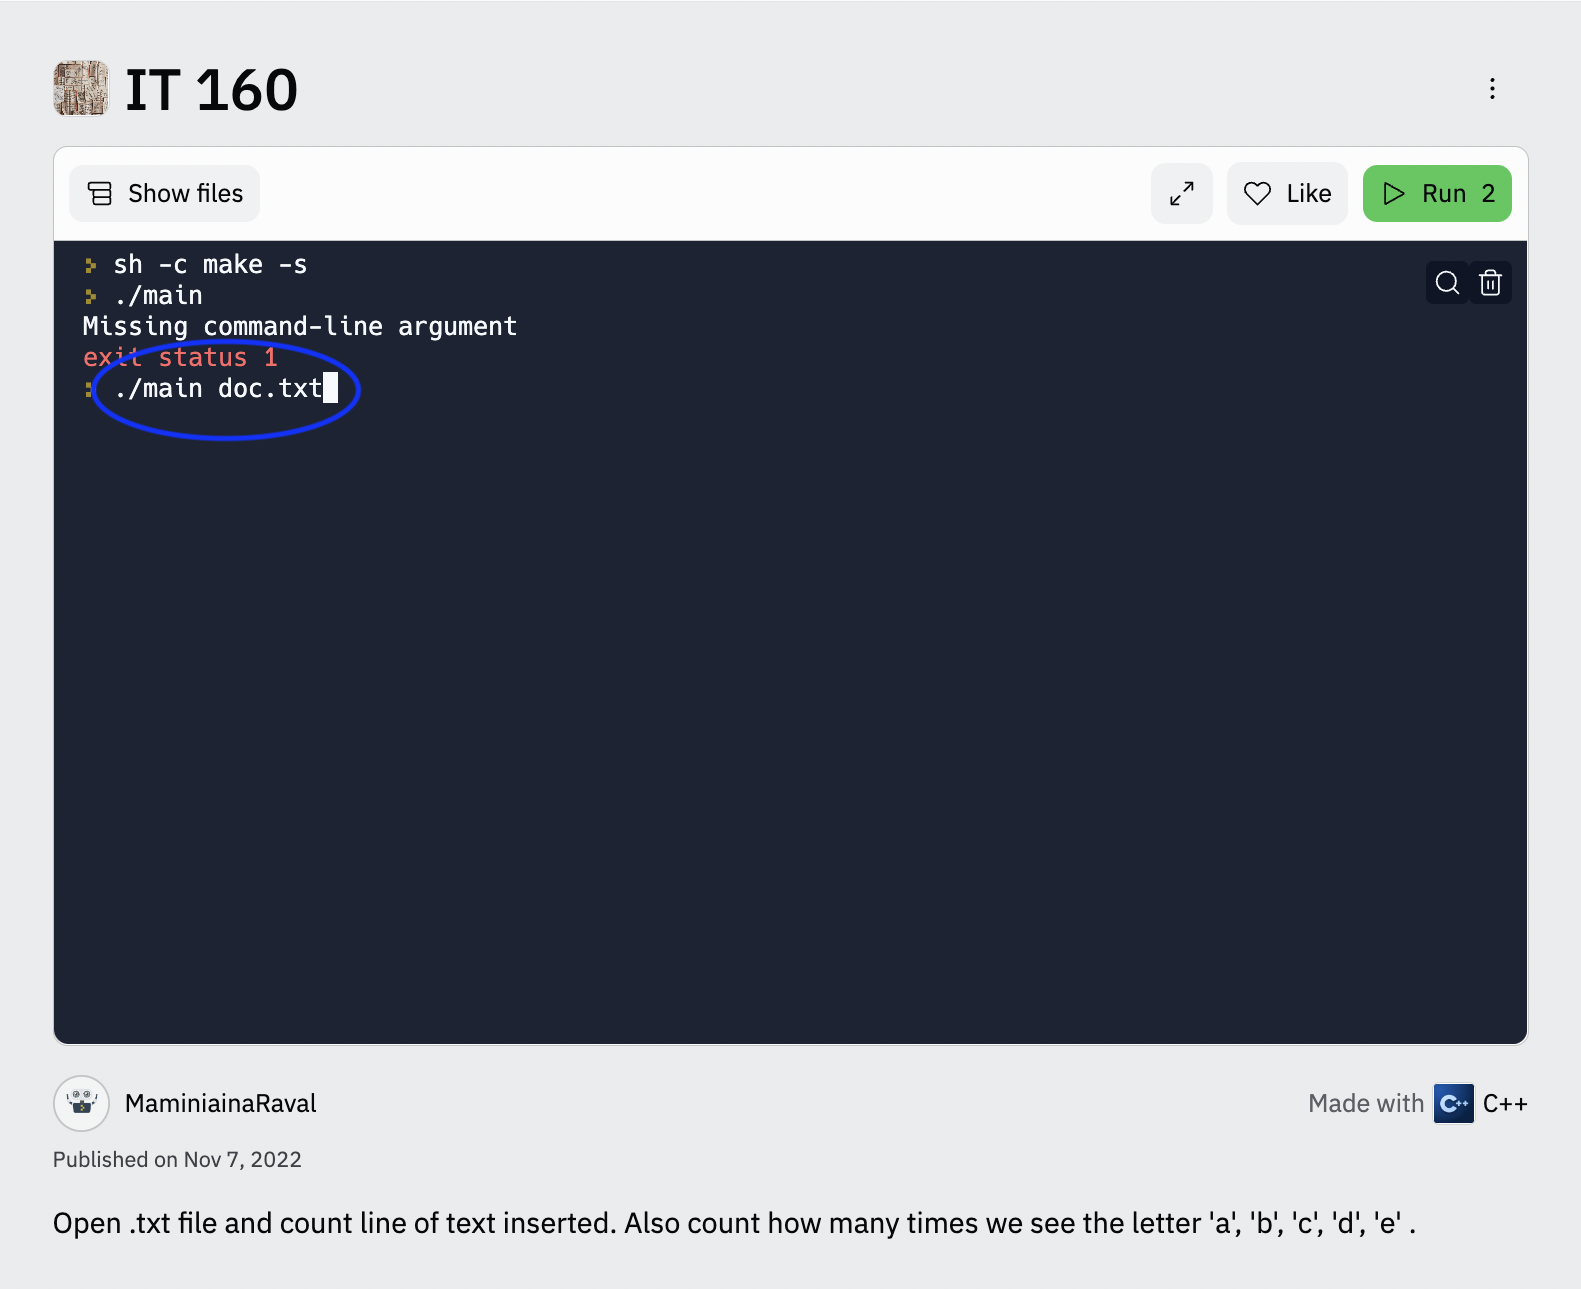 IT 160
Show files
Like
Run 2
sh -c make -s
./main
Missing command-line argument
exit status 1
./main doc.txt
MaminiainaRaval
Made with C++ C++
Published on Nov 7, 2022
Open .txt file and count line of text inserted. Also count how many times we see the letter 'a', 'b', 'c', 'd', 'e' .